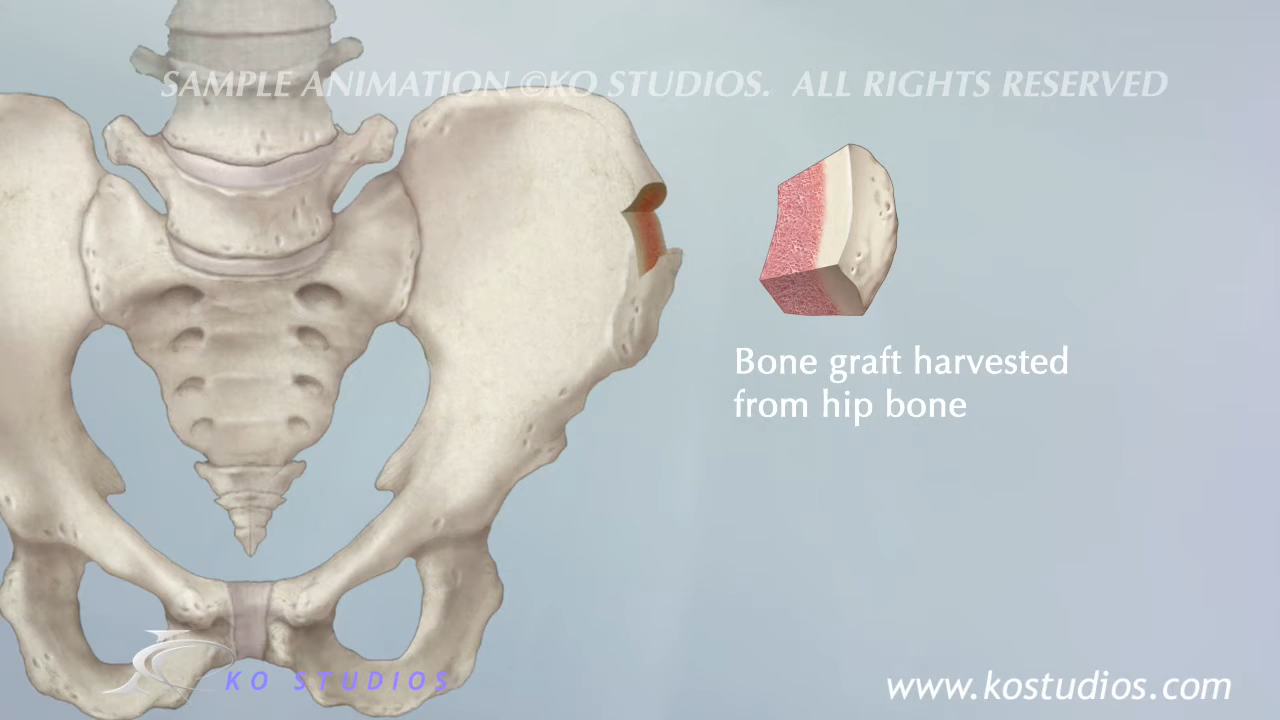 SAMPLE ANIMATION ©KO STUDIOS.  ALL RIGHTS RESERVED
Bone graft harvested
from hip bone
KO STUDIOS
www.kostudios.com